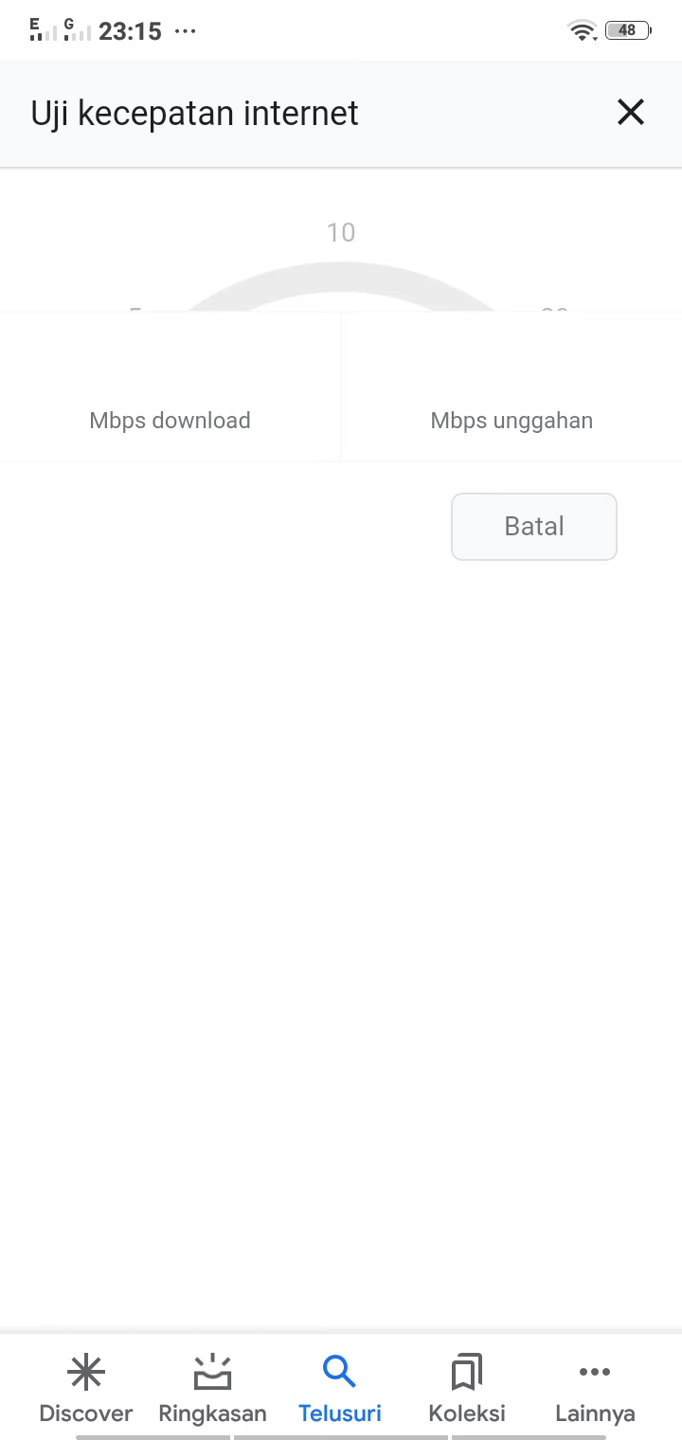 E G 23:15 ... 48
Uji kecepatan internet
10
Mbps download
Mbps unggahan
Batal
Discover
Ringkasan
Telusuri
Koleksi
Lainnya